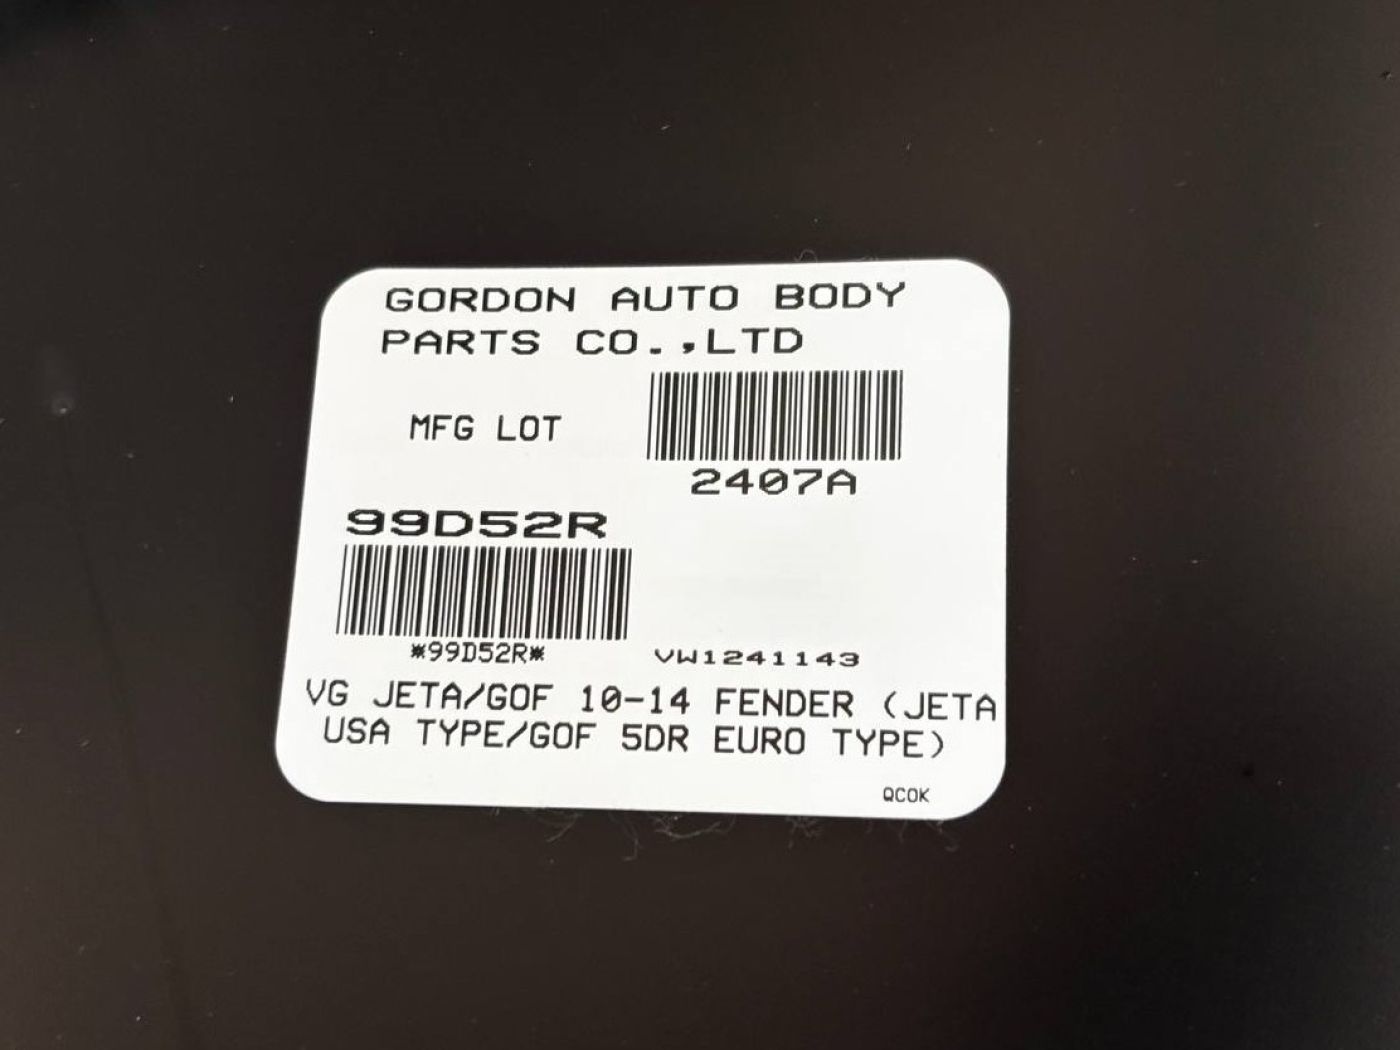 GORDON AUTO BODY
PARTS CO.,LTD
MFG LOT
2407A
99D52R
*99D52R*
VW1241143
VG JETA/GOF 10-14 FENDER (JETA
USA TYPE/GOF 5DR EURO TYPE)
QCOK